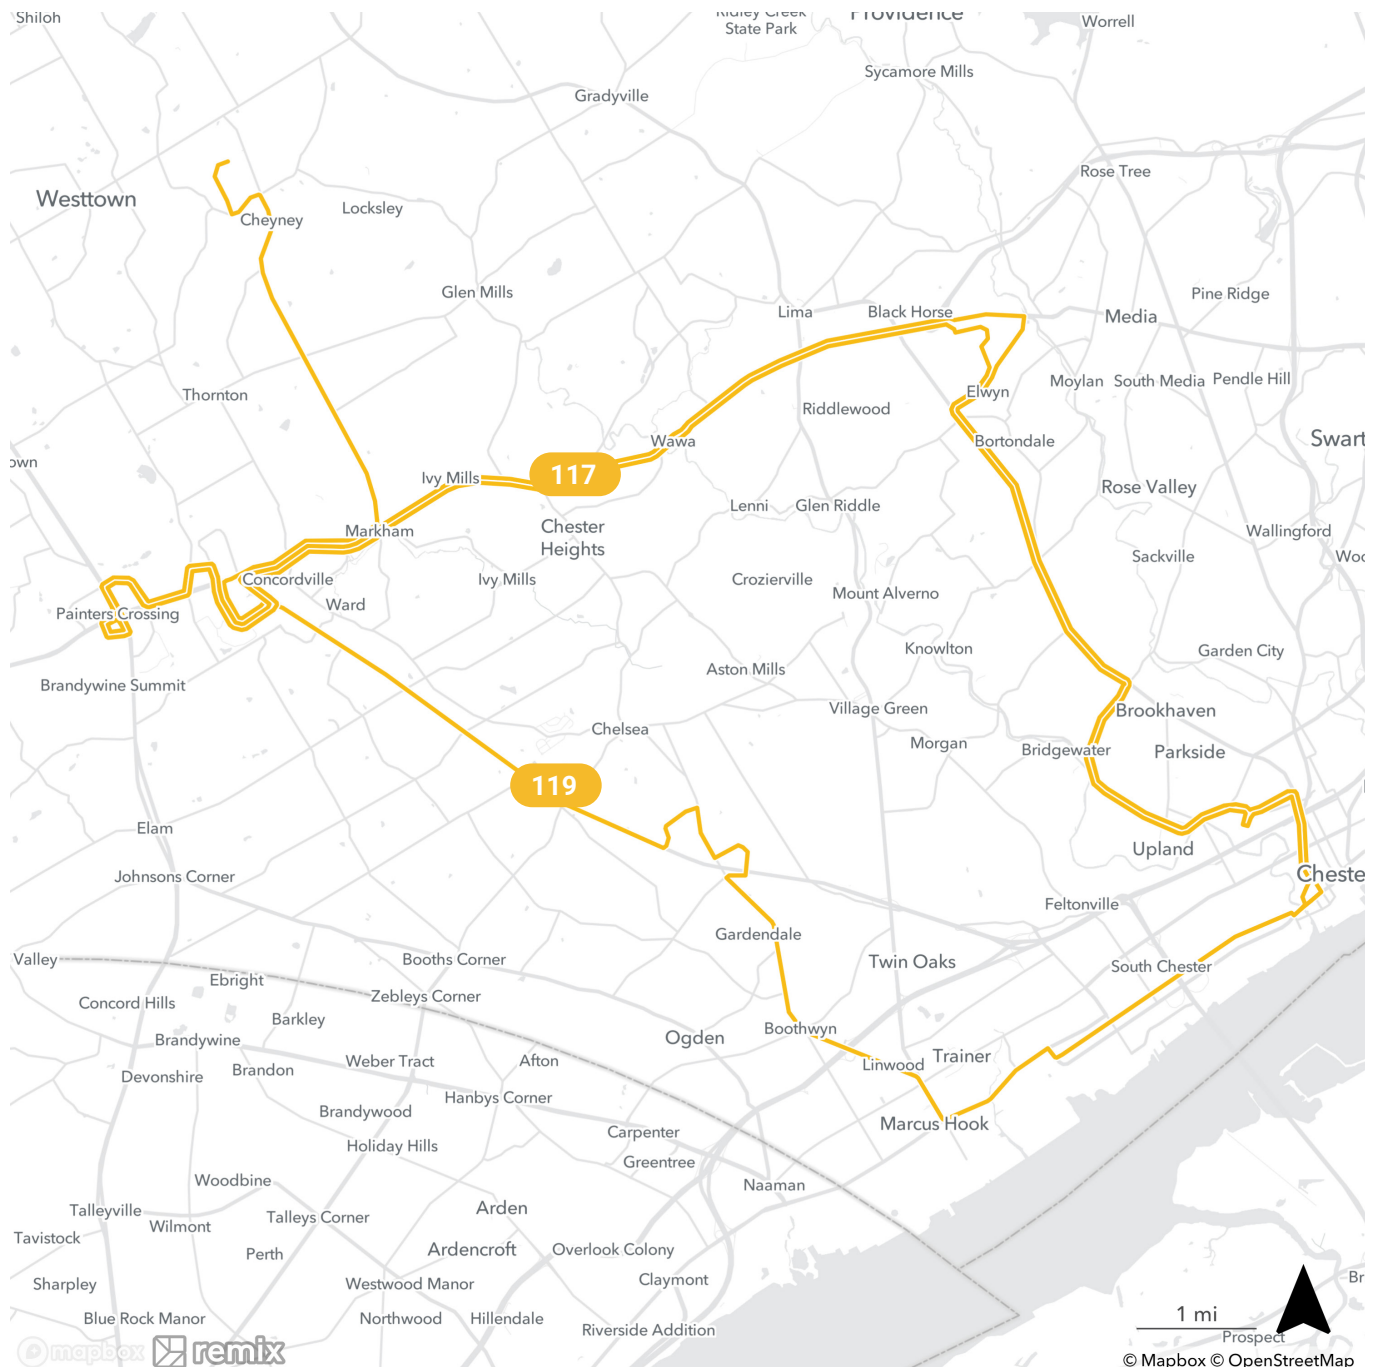 Shiloh
Ridley Creek
State Park
Providence
Worrell
Sycamore Mills
Gradyville
Rose Tree
Westtown
Locksley
Cheyney
Glen Mills
Pine Ridge
Lima
Black Horse
Media
Thornton
Elwyn
Moylan
South Media
Pendle Hill
Riddlewood
Wawa
Bortondale
Swart
own
117
Ivy Mills
Rose Valley
Lenni
Glen Riddle
Chester
Heights
Markham
Wallingford
Sackville
Woo
Concordville
Ivy Mills
Crozierville
Mount Alverno
Ward
Painters Crossing
Knowlton
Garden City
Aston Mills
Brandywine Summit
Village Green
Brookhaven
Chelsea
Morgan
Bridgewater
Parkside
119
Elam
Upland
Johnsons Corner
Cheste
Feltonville
Gardendale
Valley
Booths Corner
Twin Oaks
South Chester
Ebright
Zebleys Corner
Concord Hills
Barkley
Boothwyn
Brandywine
Ogden
Weber Tract
Afton
Linwood
Trainer
Devonshire
Brandon
Hanbys Corner
Brandywood
Marcus Hook
Carpenter
Holiday Hills
Greentree
Woodbine
Naaman
Talleyville
Arden
Talleys Corner
Wilmont
Tavistock
Perth
Ardencroft
Overlook Colony
Sharpley
Westwood Manor
Claymont
Br
Blue Rock Manor
Northwood
Hillendale
Riverside Addition
1 mi
Prospect
mapbox
remix
© Mapbox © OpenStreetMap